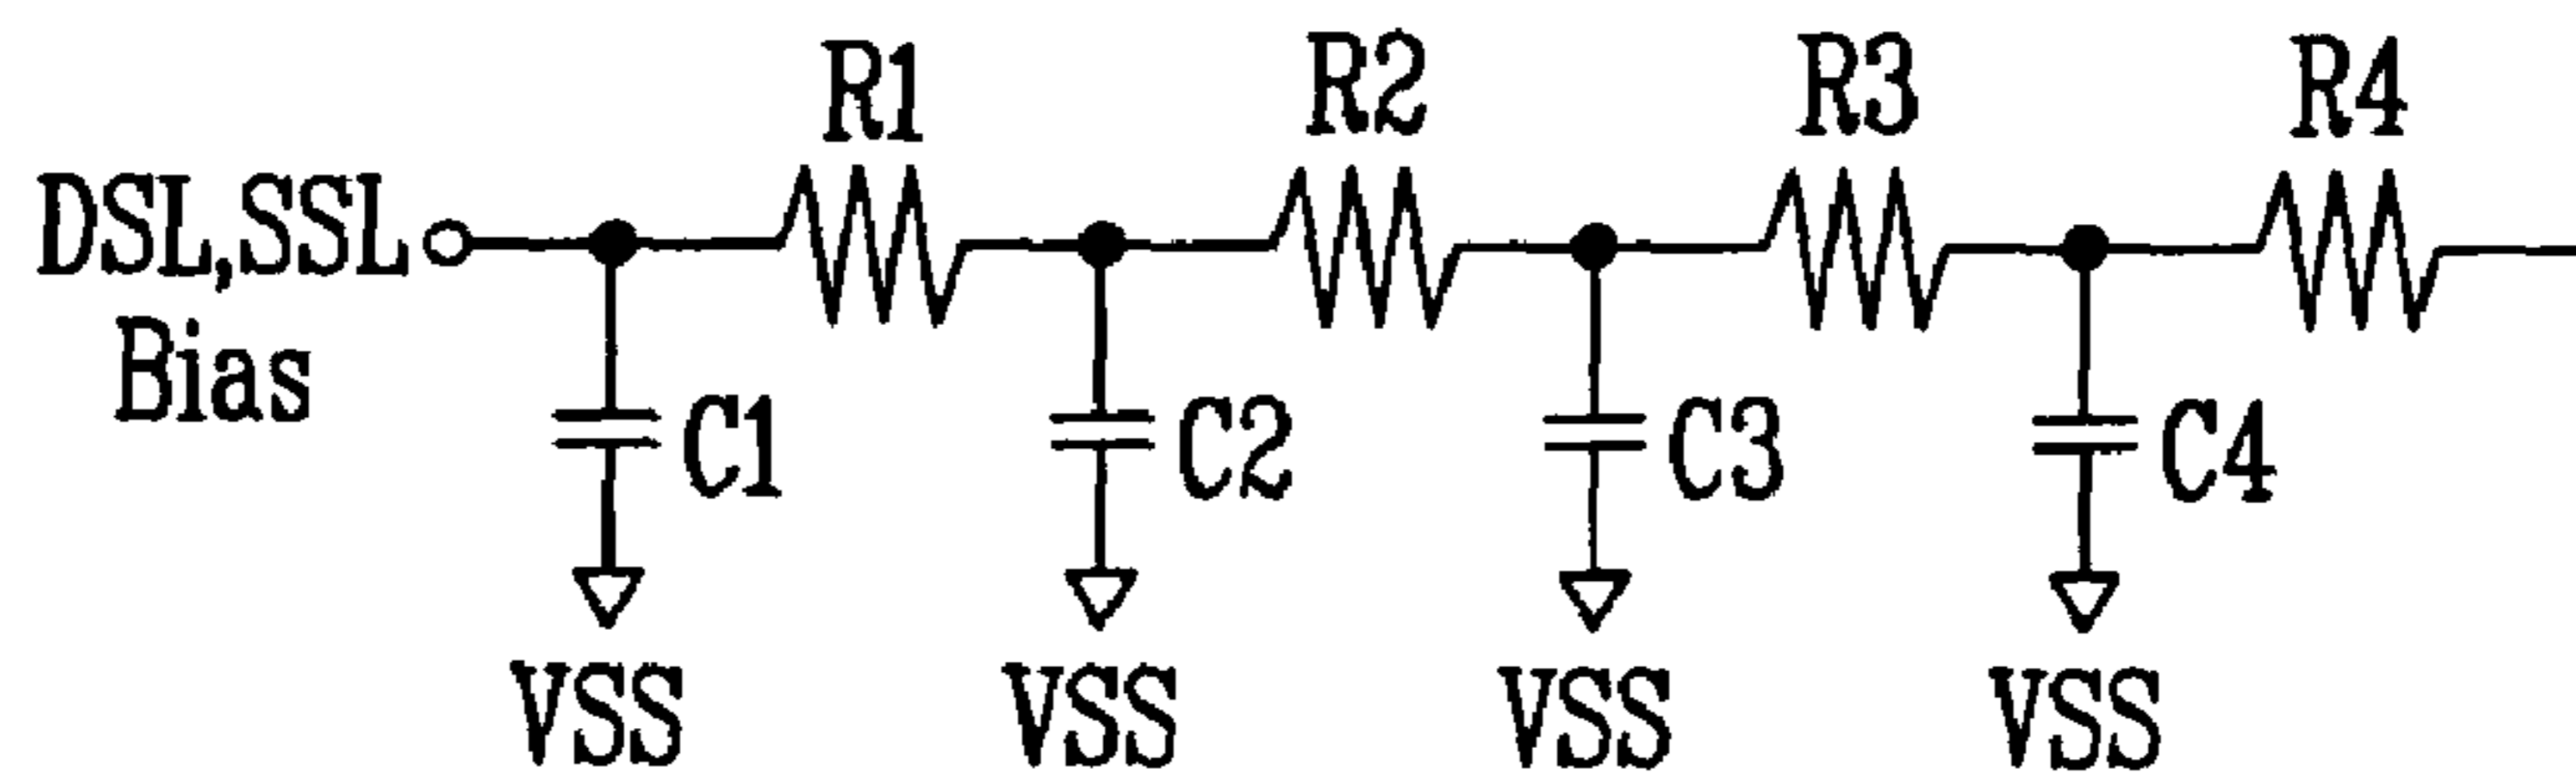 R1 R2 R3 R4
DSL,SSL
Bias
C1 C2 C3 C4
VSS VSS VSS VSS